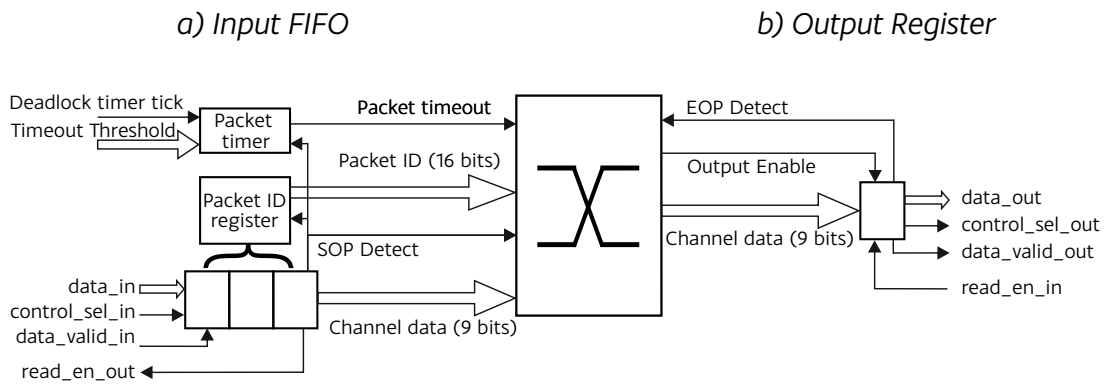 a) Input FIFO
b) Output Register
Deadlock timer tick
Timeout Threshold
Packet
timer
Packet timeout
EOP Detect
Packet ID (16 bits)
Output Enable
Packet ID
register
data_out
control_sel_out
data_valid_out
Channel data (9 bits)
SOP Detect
data_in
control_sel_in
data_valid_in
read_en_in
Channel data (9 bits)
read_en_out